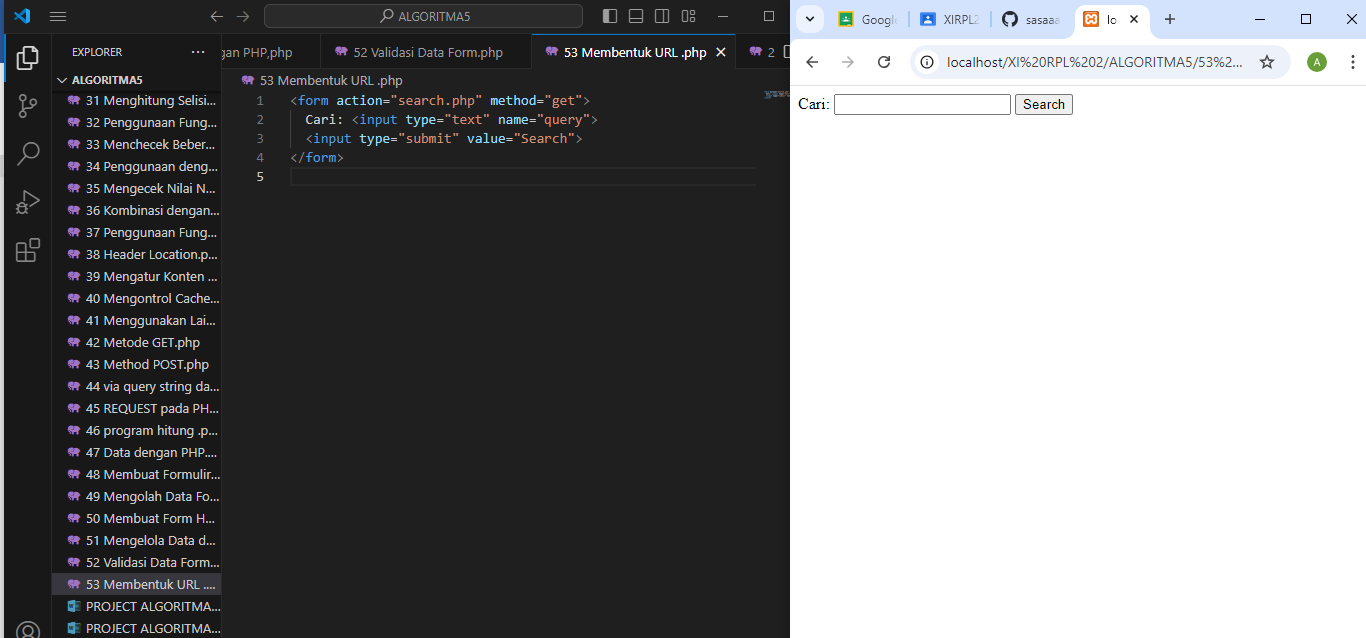 ALGORITMA5
EXPLORER
gan PHP,php
52 Validasi Data Form.php
53 Membentuk URL .php
2
ALGORITMA5
31 Menghitung Selisi...
32 Penggunaan Fung...
33 Menchecek Beber...
34 Penggunaan deng...
35 Mengecek Nilai N...
36 Kombinasi dengan...
37 Penggunaan Fung...
38 Header Location.p...
39 Mengatur Konten ...
40 Mengontrol Cache...
41 Menggunakan Lai...
42 Metode GET.php
43 Method POST.php
44 via query string da...
45 REQUEST pada PH...
46 program hitung .p...
47 Data dengan PHP....
48 Membuat Formulir...
49 Mengolah Data Fo...
50 Membuat Form H...
51 Mengelola Data d...
52 Validasi Data Form...
53 Membentuk URL ....
PROJECT ALGORITMA...
PROJECT ALGORITMA...
53 Membentuk URL .php
1 <form action="search.php" method="get">
2 Cari: <input type="text" name="query">
3 <input type="submit" value="Search">
4 </form>
5
Google
XIRPL2
sasaaa
lo
localhost/XI%20RPL%202/ALGORITMA5/53%2...
A
Cari:
Search